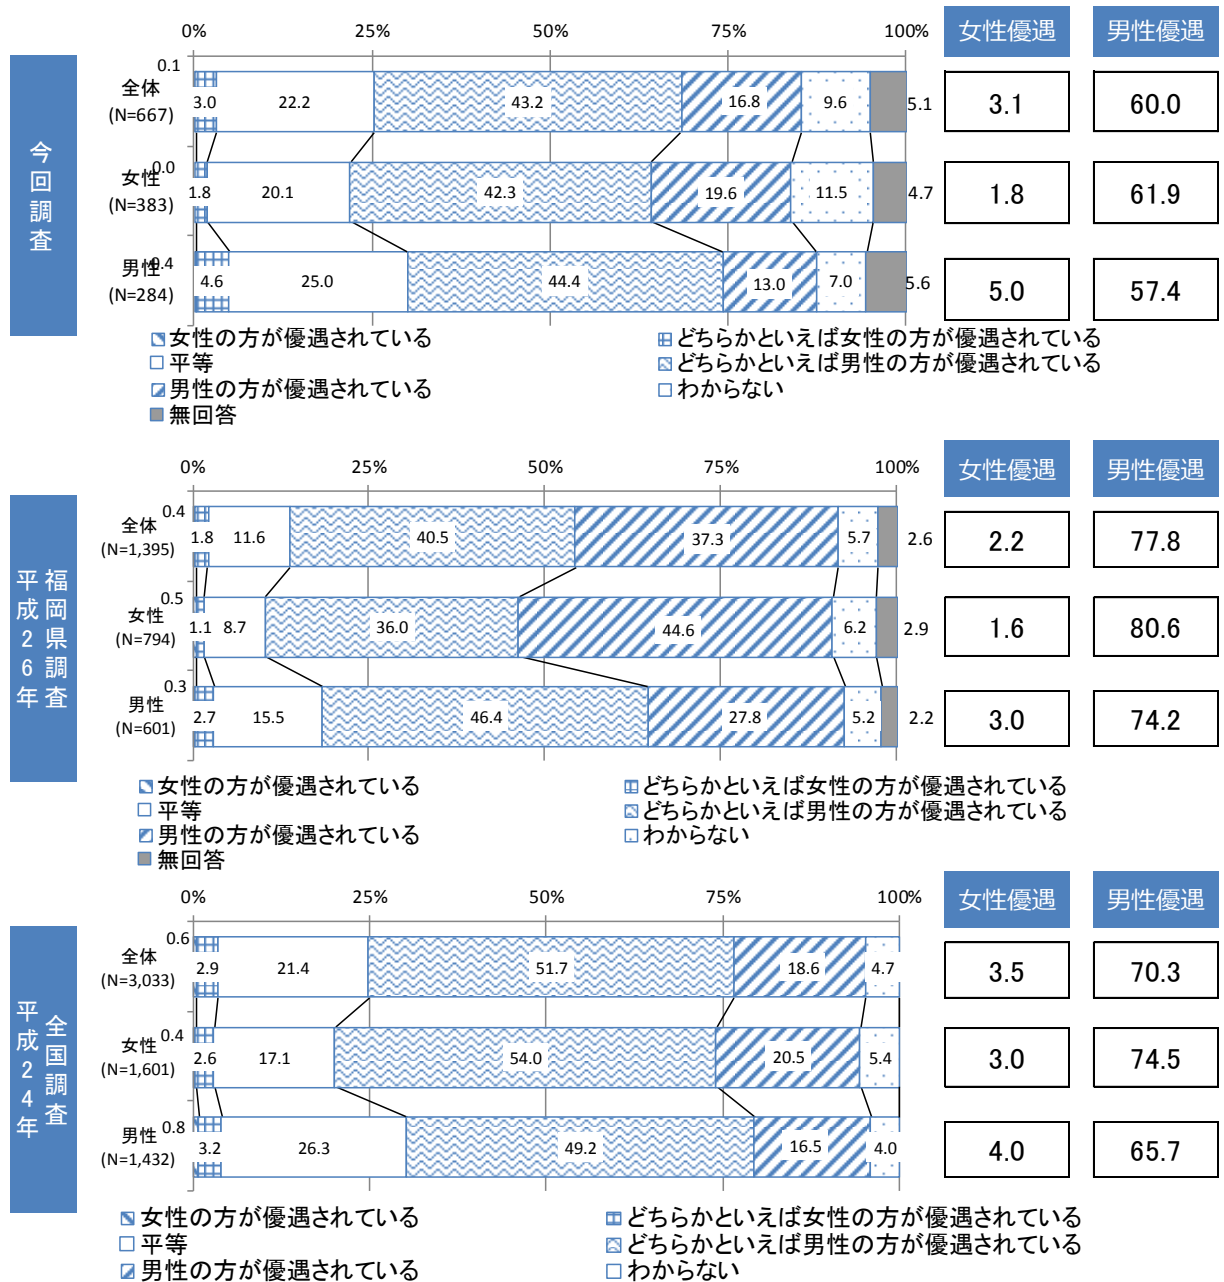 0% 25% 50% 75% 100% 女性優遇 男性優遇
今回調査
0.1
全体 3.0 22.2 43.2 16.8 9.6 5.1 3.1 60.0
(N=667)
0.0
女性 1.8 20.1 42.3 19.6 11.5 4.7 1.8 61.9
(N=383)
0.4
男性 4.6 25.0 44.4 13.0 7.0 5.6 5.0 57.4
(N=284)
女性の方が優遇されている どちらかといえば女性の方が優遇されている
平等 どちらかといえば男性の方が優遇されている
男性の方が優遇されている わからない
無回答
0% 25% 50% 75% 100% 女性優遇 男性優遇
福岡県調査
平成26年
0.4
全体 1.8 11.6 40.5 37.3 5.7 2.6 2.2 77.8
(N=1,395)
0.5
女性 1.1 8.7 36.0 44.6 6.2 2.9 1.6 80.6
(N=794)
0.3
男性 2.7 15.5 46.4 27.8 5.2 2.2 3.0 74.2
(N=601)
女性の方が優遇されている どちらかといえば女性の方が優遇されている
平等 どちらかといえば男性の方が優遇されている
男性の方が優遇されている わからない
無回答
0% 25% 50% 75% 100% 女性優遇 男性優遇
全国調査
平成24年
0.6
全体 2.9 21.4 51.7 18.6 4.7 3.5 70.3
(N=3,033)
0.4
女性 2.6 17.1 54.0 20.5 5.4 3.0 74.5
(N=1,601)
0.8
男性 3.2 26.3 49.2 16.5 4.0 4.0 65.7
(N=1,432)
女性の方が優遇されている どちらかといえば女性の方が優遇されている
平等 どちらかといえば男性の方が優遇されている
男性の方が優遇されている わからない